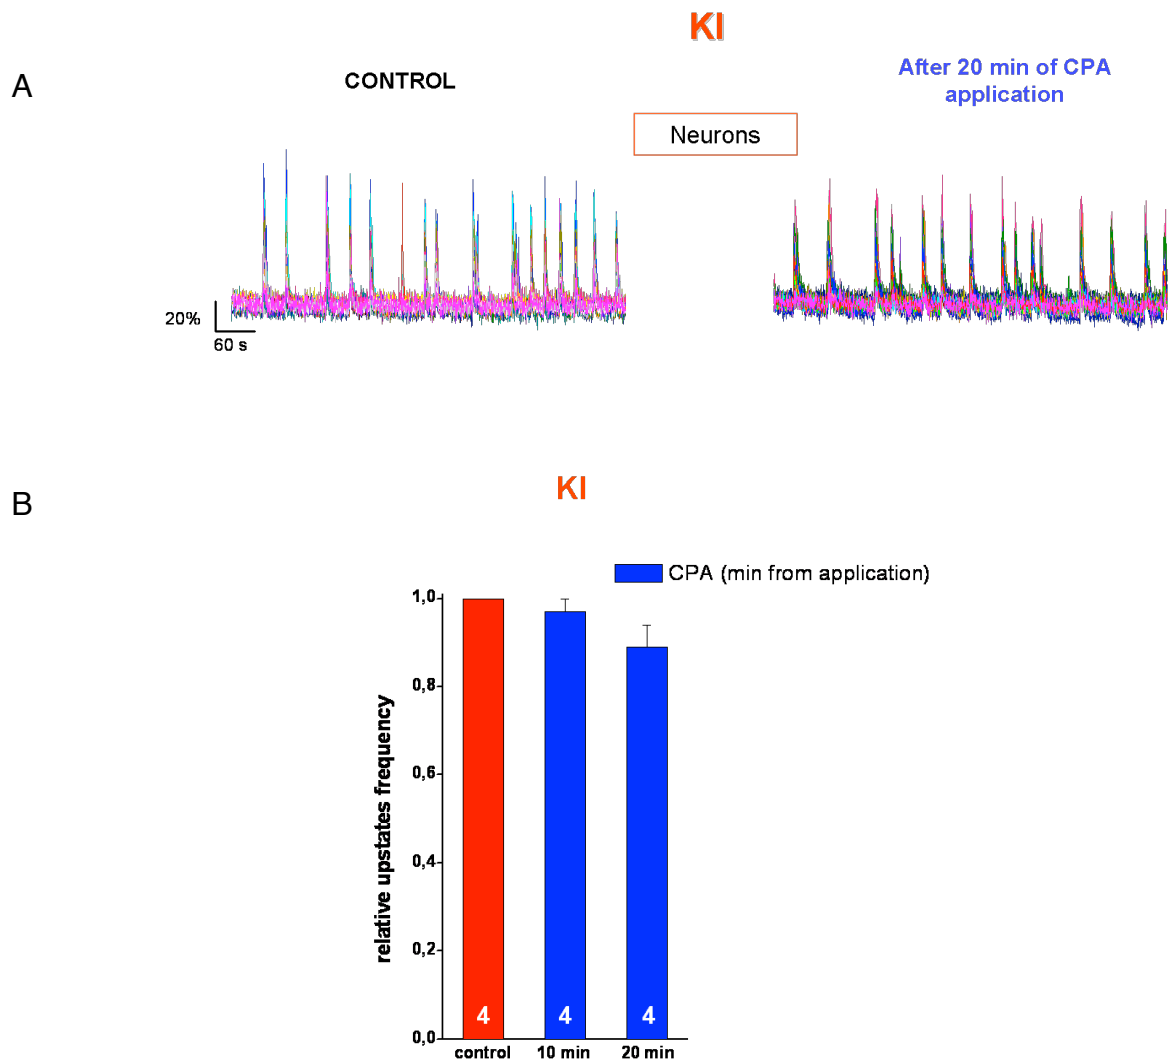 KI
A
CONTROL
After 20 min of CPA
application
Neurons
20%
60 s
B
KI
CPA (min from application)
relative upstates frequency
1,0
0,8
0,6
0,4
0,2
0,0
4
4
4
control
10 min
20 min